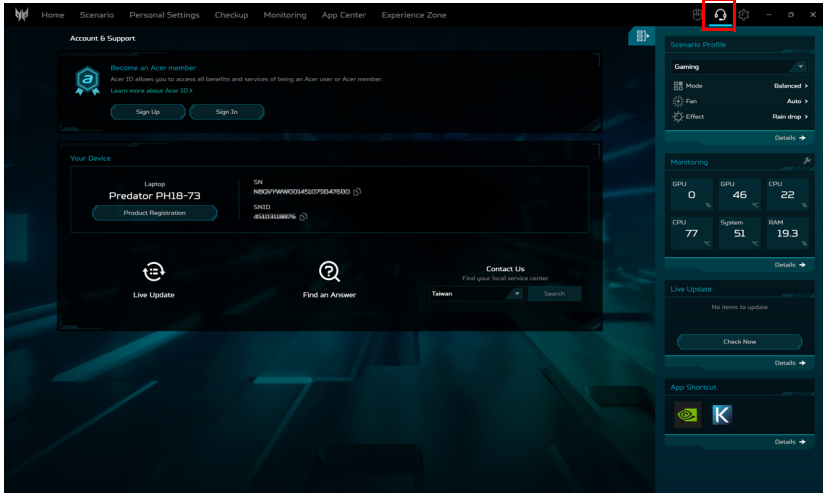 Home Scenario Personal Settings Checkup Monitoring App Center Experience Zone
Account & Support
Become an Acer member
Acer ID allows you to access all benefits and services of being an Acer user or Acer member.
Learn more about Acer ID >
Sign Up Sign In
Your Device
Laptop
Predator PH18-73
Product Registration
SN
SNID
Live Update
Find an Answer
Contact Us
Find your local service center
Taiwan Search
Scenario Profile
Gaming
Mode Balanced >
Fan Auto >
Effect Rain drop >
Details →
Monitoring
GPU GPU CPU
0 % 46 °C 22 %
CPU System RAM
77 °C 51 °C 19.3 %
Details →
Live Update
No items to update
Check Now
Details →
App Shortcut
K
Details →